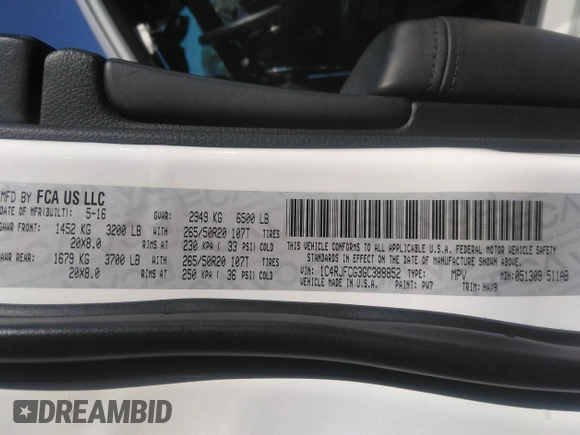 MFD BY FCA US LLC
DATE OF MFR(BUILT): 5-16 GVWR: 2949 KG 6500 LB
GAWR FRONT: 1452 KG 3200 LB WITH 265/50R20 107T TIRES
20X8.0 RIMS AT 230 KPA ( 33 PSI) COLD
GAWR REAR: 1679 KG 3700 LB WITH 265/50R20 107T TIRES
20X8.0 RIMS AT 250 KPA ( 36 PSI) COLD
THIS VEHICLE CONFORMS TO ALL APPLICABLE U.S.A. FEDERAL MOTOR VEHICLE SAFETY
STANDARDS IN EFFECT ON THE DATE OF MANUFACTURE SHOWN ABOVE
VIN: 1C4RJFCG3GC388852 TYPE: MPV MDH:051309 511AB
VEHICLE MADE IN U.S.A. PAINT: PW7 TRIM: HAX9
DREAMBID